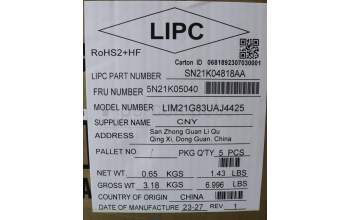 LIPC
RoHS2+HF
Carton ID 0681892307030001
LIPC PART NUMBER SN21K04818AA
FRU NUMBER 5N21K05040
MODEL NUMBER LIM21G83UAJ4425
SUPPLIER NAME CNY
ADDRESS San Zhong Guan Li Qu
Qing Xi, Dong Guan, China
PALLET NO / PKG Q'TY 5 PCS
NET WT. 0.65 KGS 1.43 LBS
GROSS WT 3.18 KGS 6.996 LBS
COUNTRY OF ORIGIN CHINA
DATE OF MANUFACTURE 23-27 REV 1